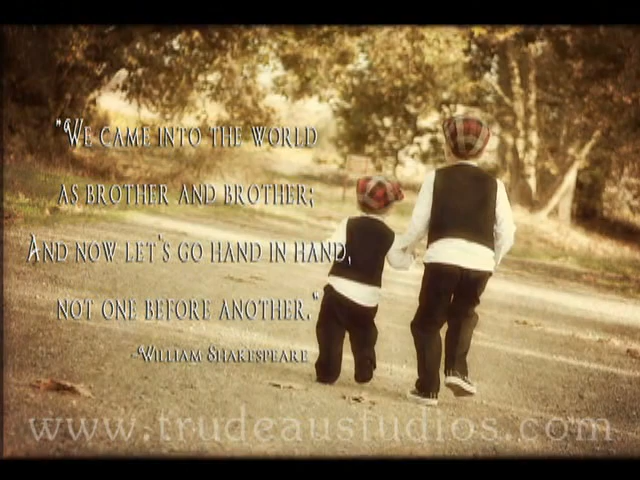 "We came into the world
as brother and brother;
And now let's go hand in hand,
not one before another."
-William Shakespeare
www.trudeaustudios.com